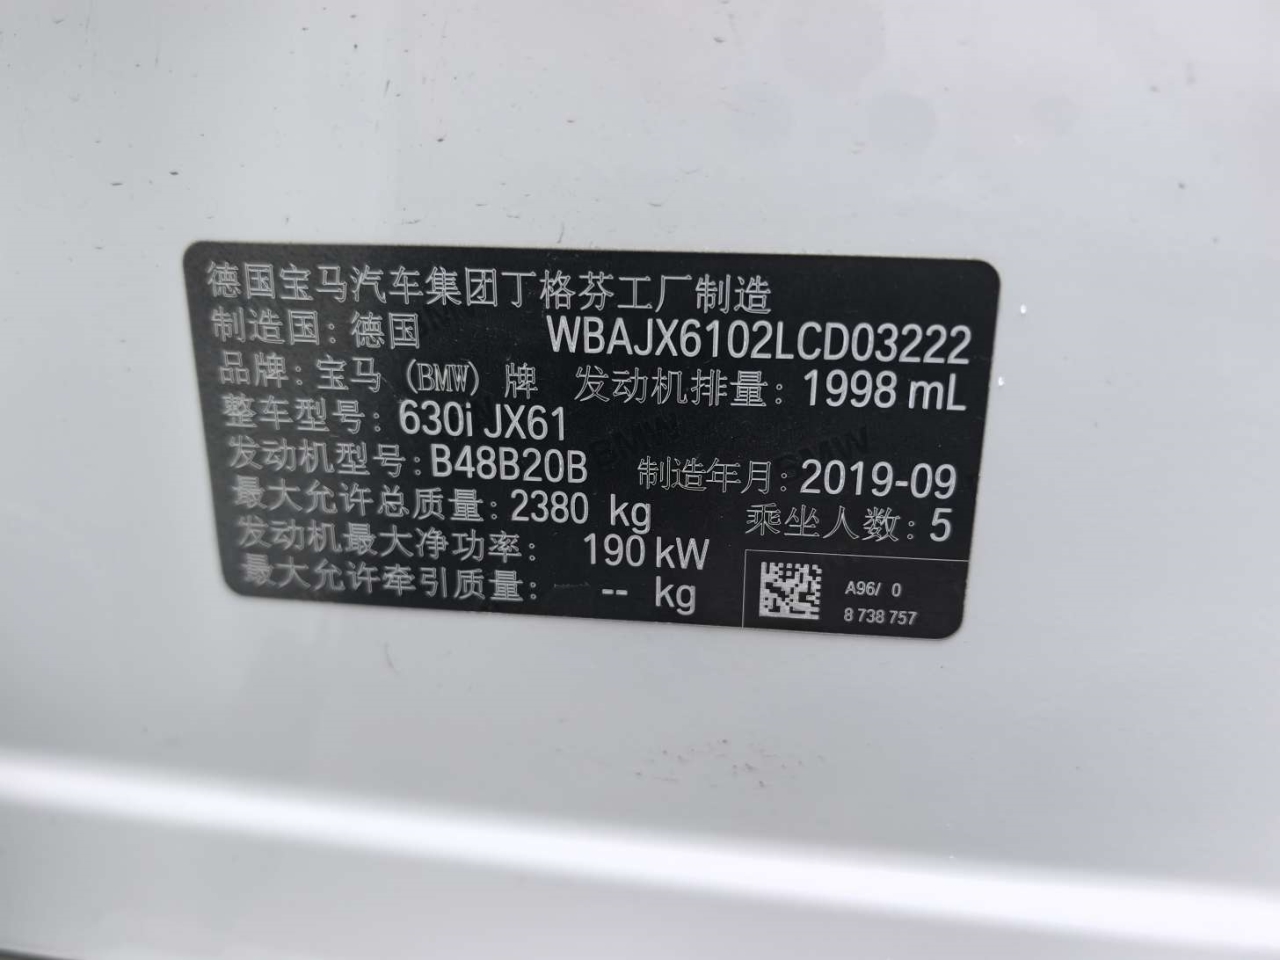 德国宝马汽车集团丁格芬工厂制造
制造国：德国 WBAJX6102LCD03222
品牌：宝马 (BMW) 牌 发动机排量：1998 mL
整车型号：630i JX61
发动机型号：B48B20B 制造年月：2019-09
最大允许总质量：2380 kg 乘坐人数：5
发动机最大净功率： 190 kW
最大允许牵引质量： -- kg
A96/ 0
8 738 757
BMW
BMW